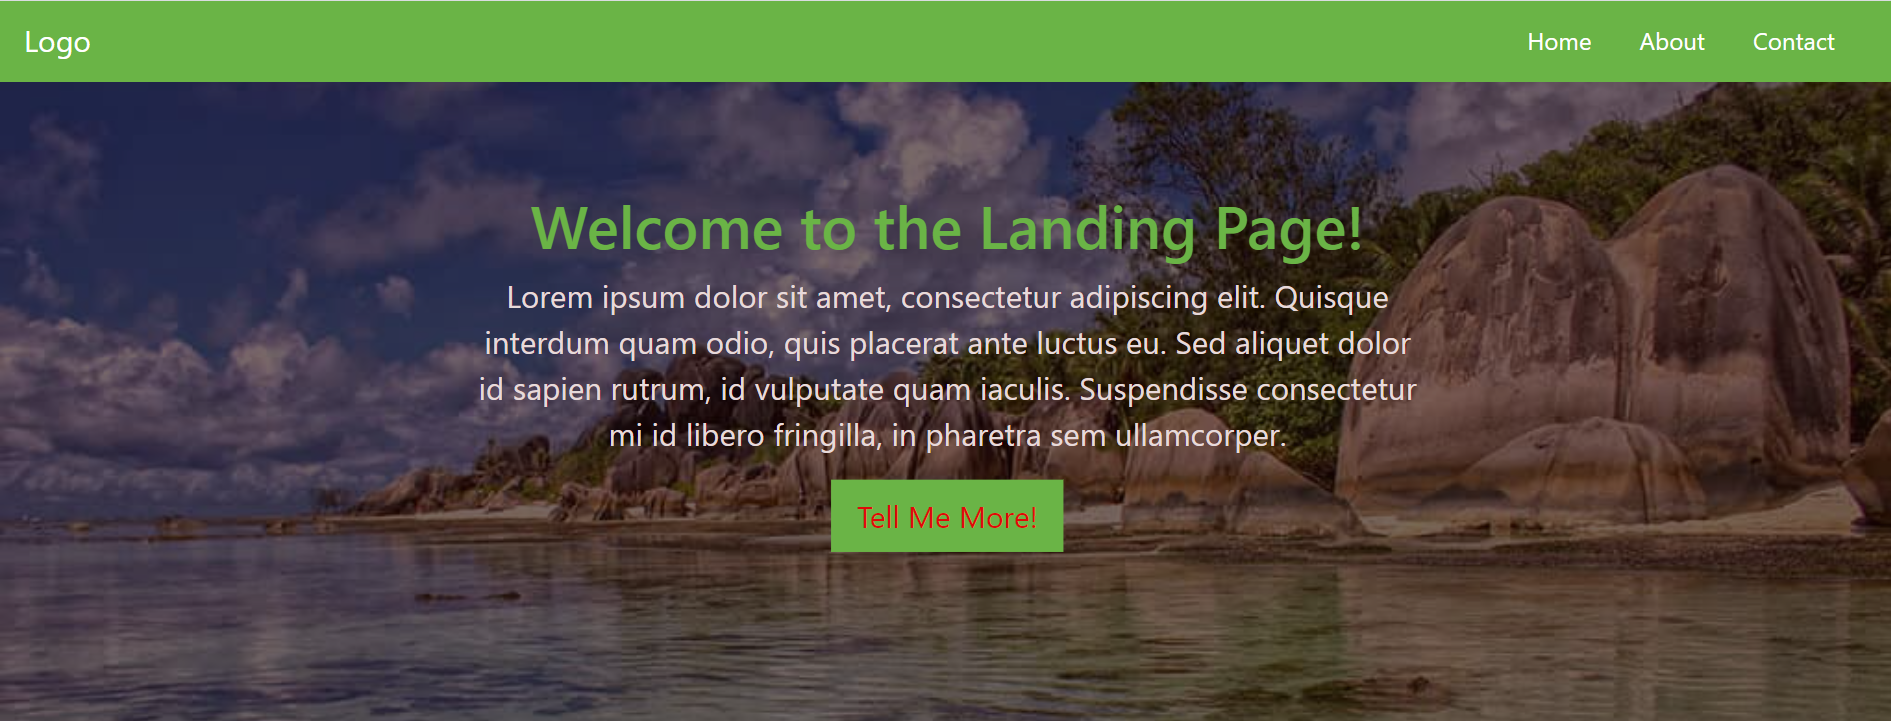 Logo
Home About Contact
Welcome to the Landing Page!
Lorem ipsum dolor sit amet, consectetur adipiscing elit. Quisque
interdum quam odio, quis placerat ante luctus eu. Sed aliquet dolor
id sapien rutrum, id vulputate quam iaculis. Suspendisse consectetur
mi id libero fringilla, in pharetra sem ullamcorper.
Tell Me More!